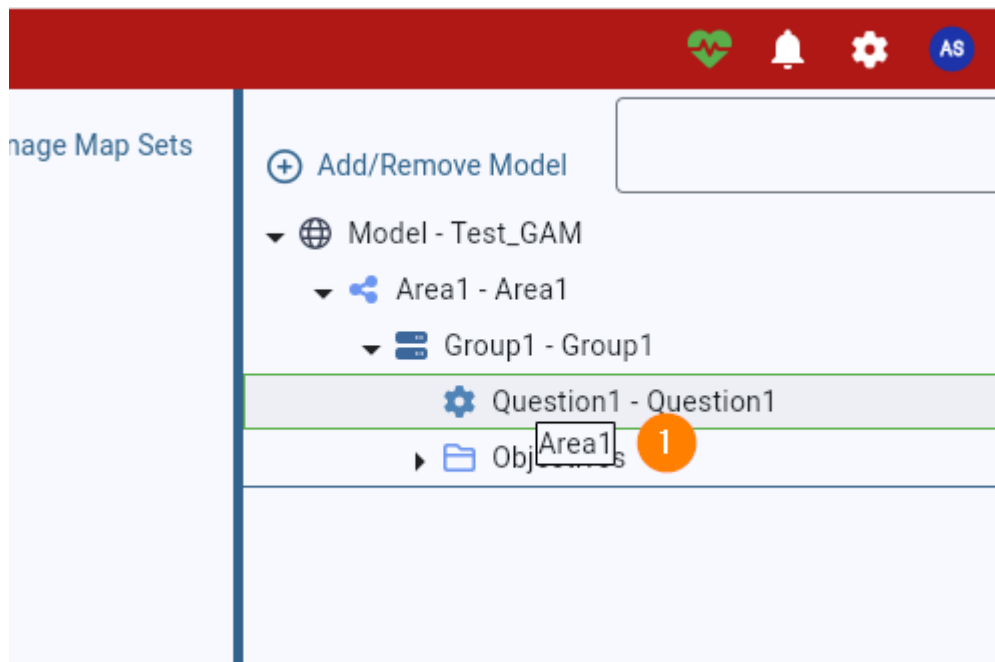 AS
nage Map Sets
Add/Remove Model
Model - Test_GAM
Area1 - Area1
Group1 - Group1
Question1 - Question1
Area1
1